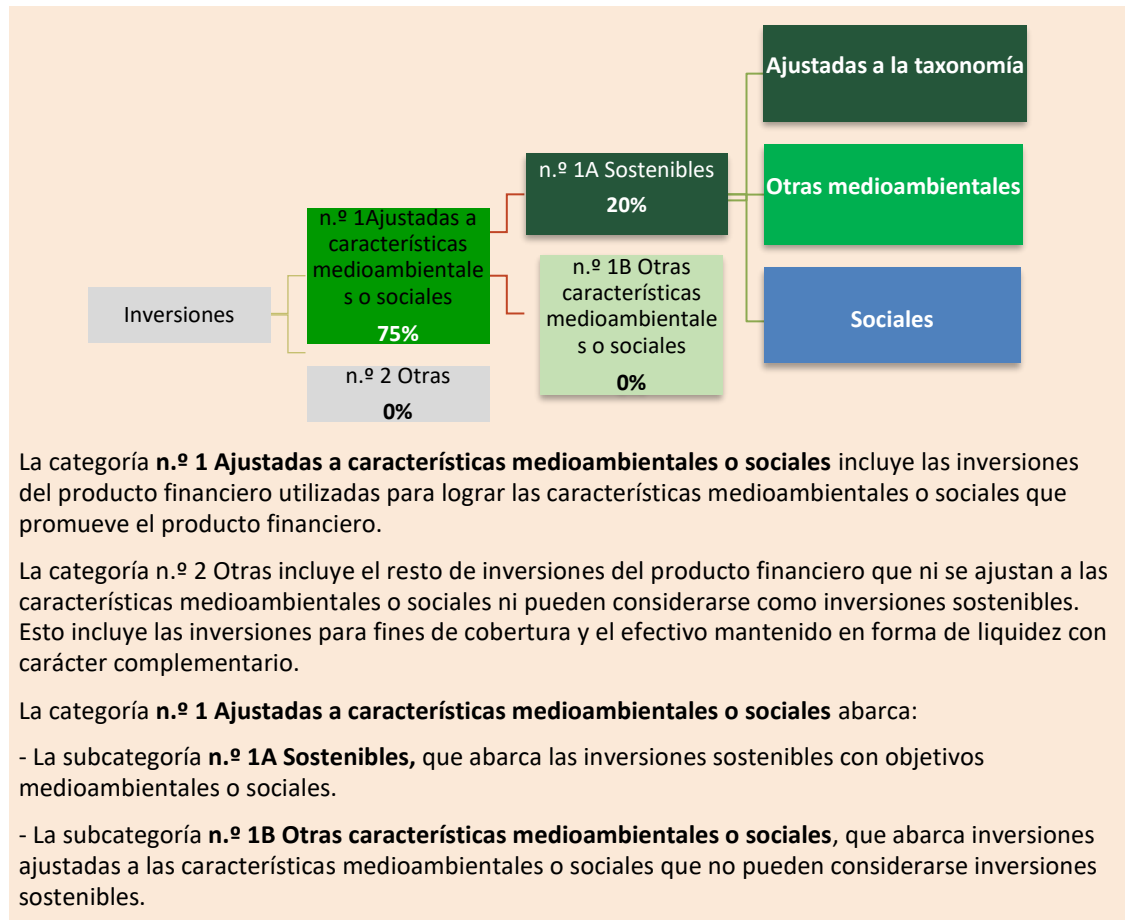 Ajustadas a la taxonomía
n.º 1A Sostenibles
20%
Otras medioambientales
n.º 1Ajustadas a
características
medioambientale
s o sociales
75%
n.º 1B Otras
características
medioambientale
s o sociales
0%
Inversiones
Sociales
n.º 2 Otras
0%
La categoría n.º 1 Ajustadas a características medioambientales o sociales incluye las inversiones
del producto financiero utilizadas para lograr las características medioambientales o sociales que
promueve el producto financiero.
La categoría n.º 2 Otras incluye el resto de inversiones del producto financiero que ni se ajustan a las
características medioambientales o sociales ni pueden considerarse como inversiones sostenibles.
Esto incluye las inversiones para fines de cobertura y el efectivo mantenido en forma de liquidez con
carácter complementario.
La categoría n.º 1 Ajustadas a características medioambientales o sociales abarca:
- La subcategoría n.º 1A Sostenibles, que abarca las inversiones sostenibles con objetivos
medioambientales o sociales.
- La subcategoría n.º 1B Otras características medioambientales o sociales, que abarca inversiones
ajustadas a las características medioambientales o sociales que no pueden considerarse inversiones
sostenibles.